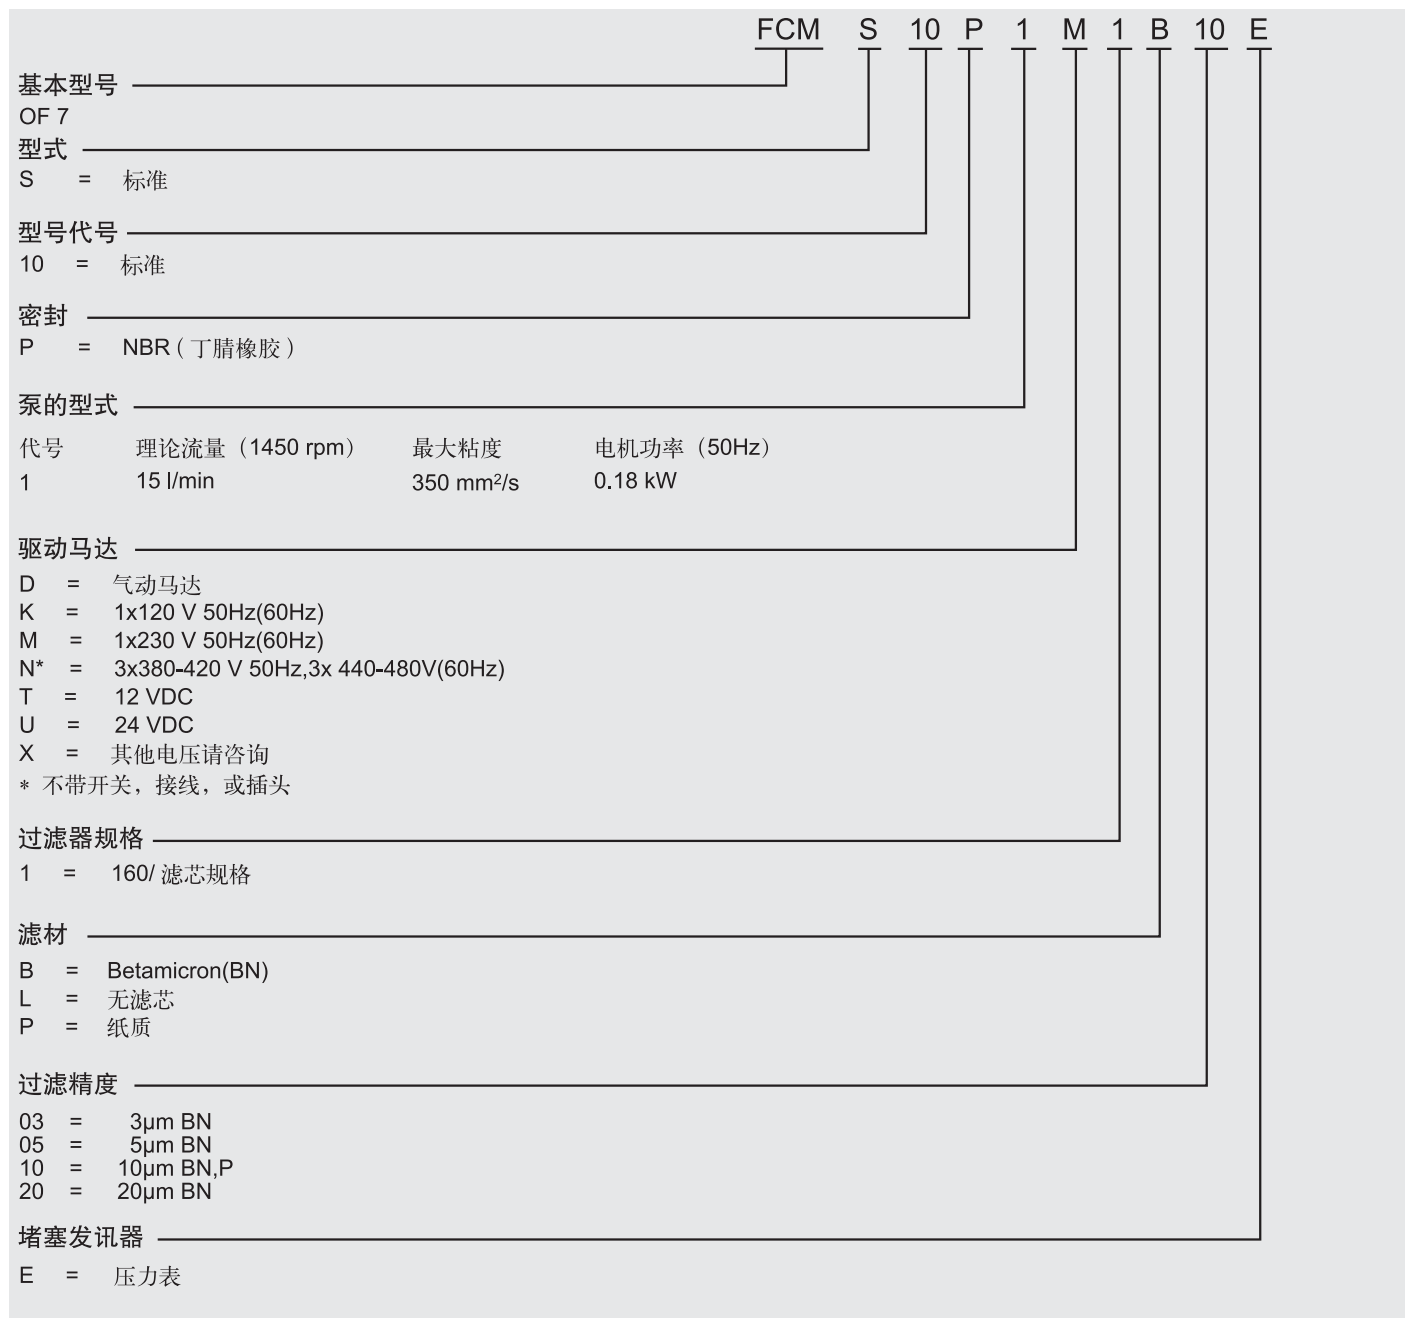 FCM S 10 P 1 M 1 B 10 E
基本型号
OF 7
型式
S = 标准
型号代号
10 = 标准
密封
P = NBR（丁腈橡胶）
泵的型式
代号 理论流量（1450 rpm） 最大粘度 电机功率（50Hz）
1 15 l/min 350 mm²/s 0.18 kW
驱动马达
D = 气动马达
K = 1x120 V 50Hz(60Hz)
M = 1x230 V 50Hz(60Hz)
N* = 3x380-420 V 50Hz,3x 440-480V(60Hz)
T = 12 VDC
U = 24 VDC
X = 其他电压请咨询
* 不带开关，接线，或插头
过滤器规格
1 = 160/ 滤芯规格
滤材
B = Betamicron(BN)
L = 无滤芯
P = 纸质
过滤精度
03 = 3µm BN
05 = 5µm BN
10 = 10µm BN,P
20 = 20µm BN
堵塞发讯器
E = 压力表